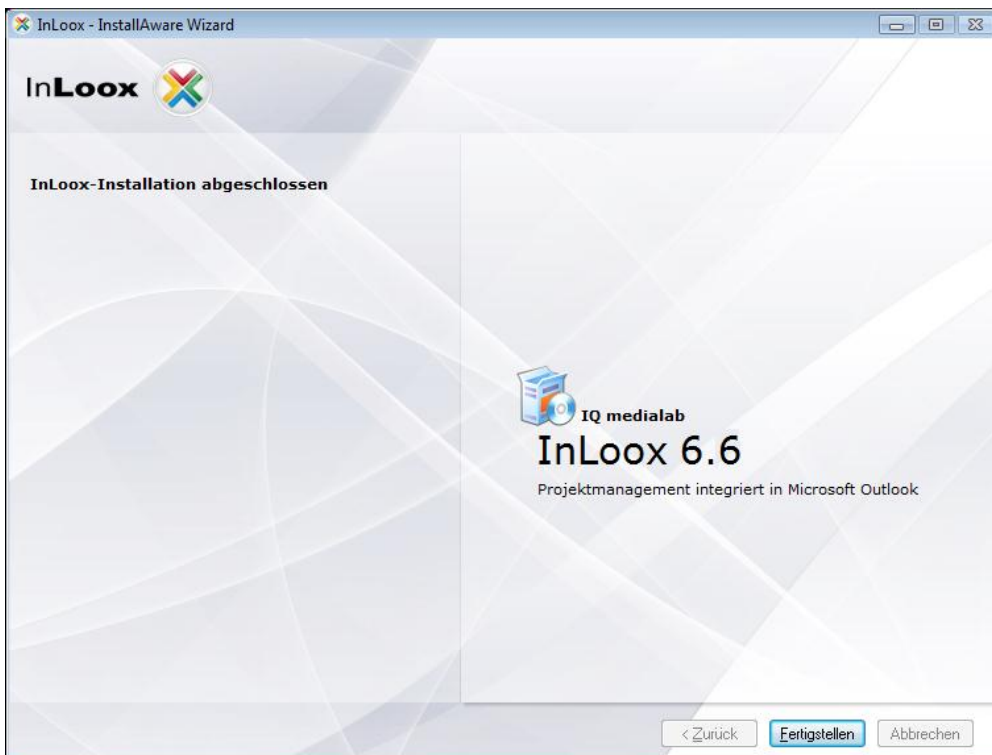 InLoox - InstallAware Wizard
InLoox
InLoox-Installation abgeschlossen
IQ medialab
InLoox 6.6
Projektmanagement integriert in Microsoft Outlook
< Zurück Fertigstellen Abbrechen